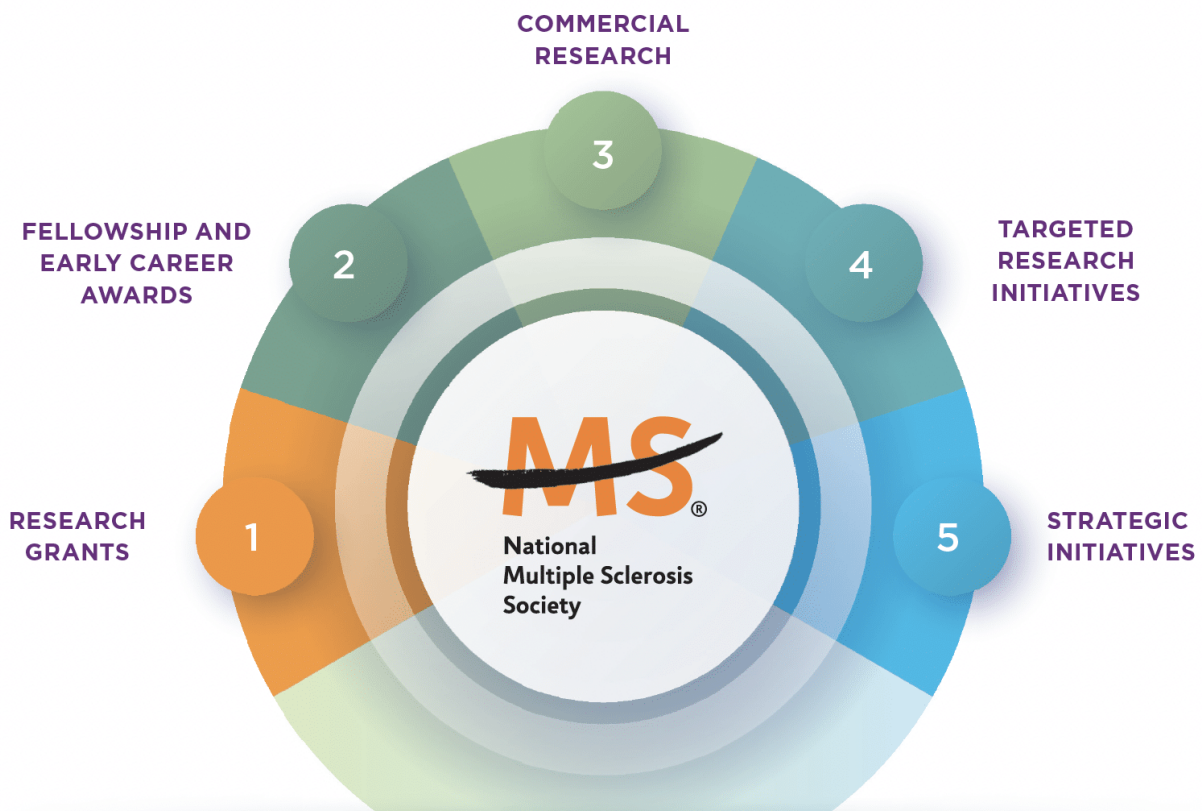 COMMERCIAL
RESEARCH
3
FELLOWSHIP AND
EARLY CAREER
AWARDS
2
4
TARGETED
RESEARCH
INITIATIVES
RESEARCH
GRANTS
1
MS®
National
Multiple Sclerosis
Society
5
STRATEGIC
INITIATIVES